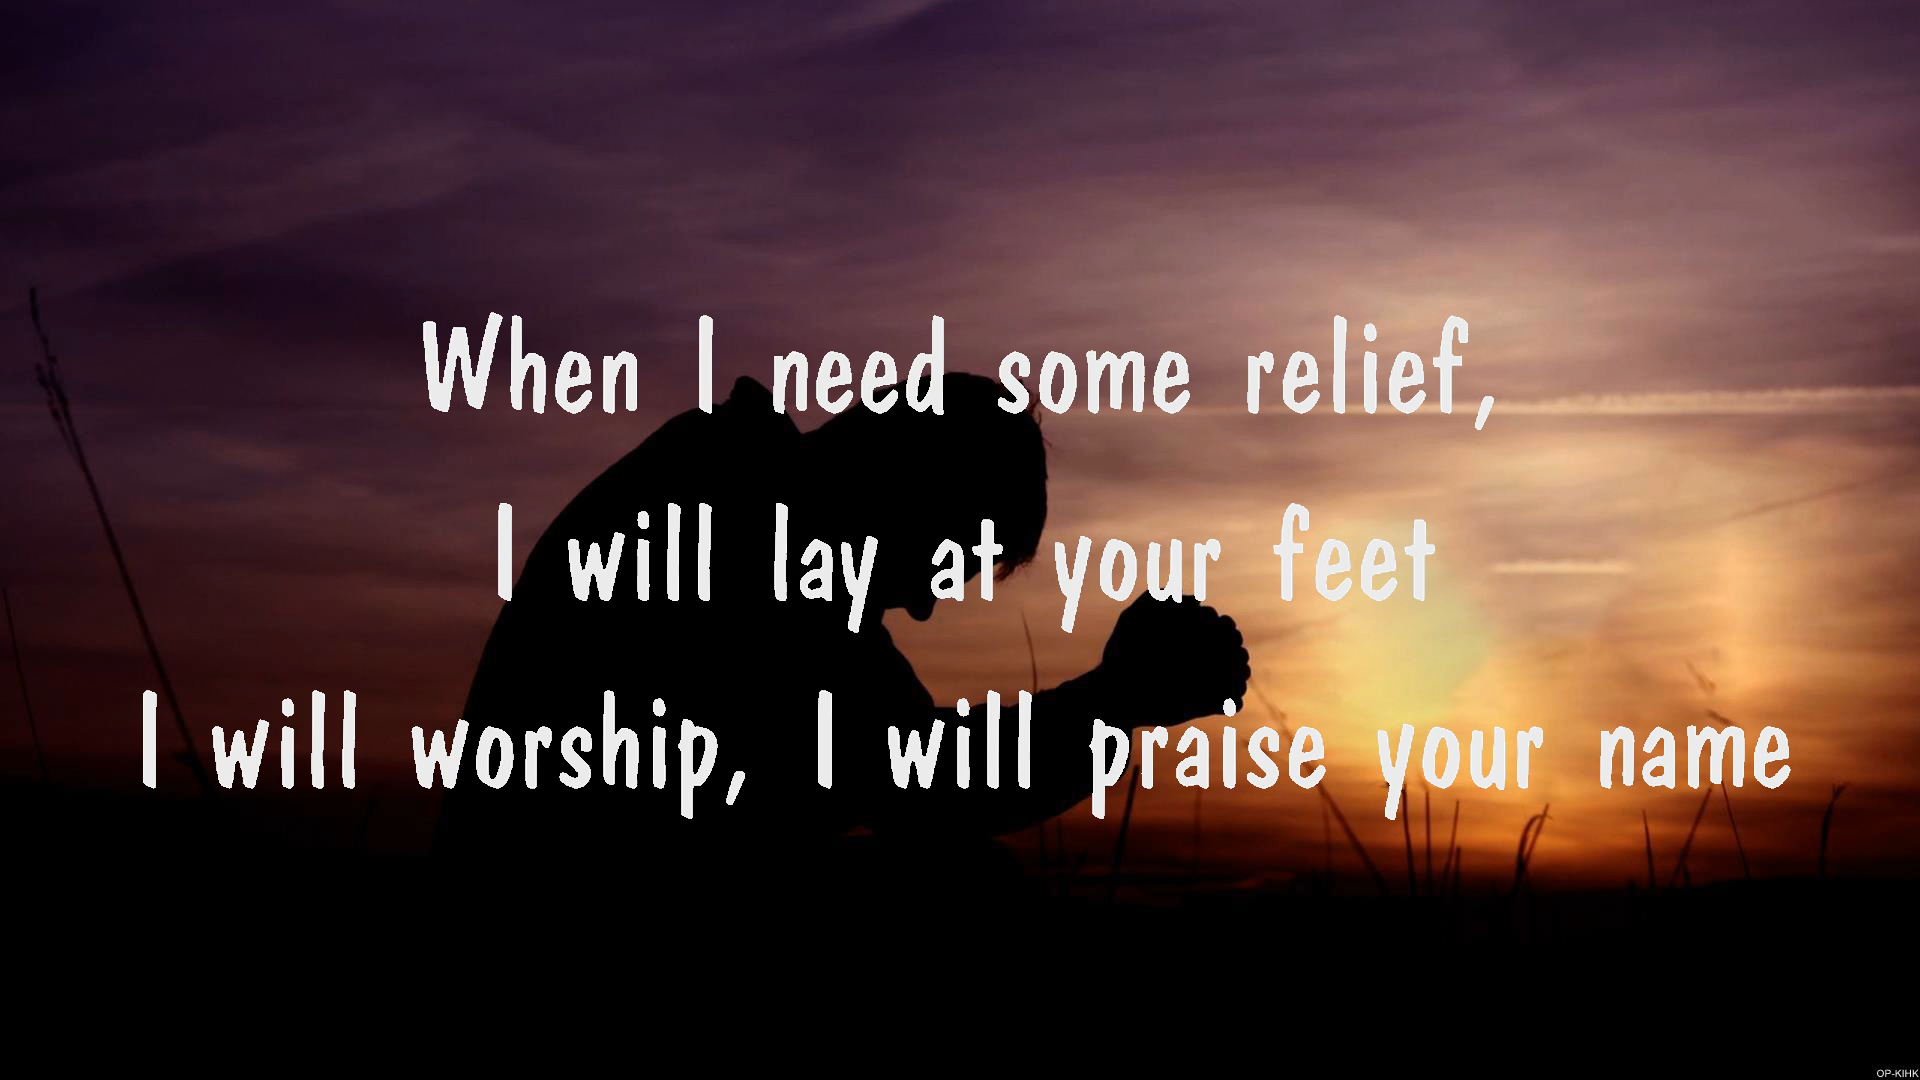 When I need some relief,
I will lay at your feet
I will worship, I will praise your name
OP-KIHK